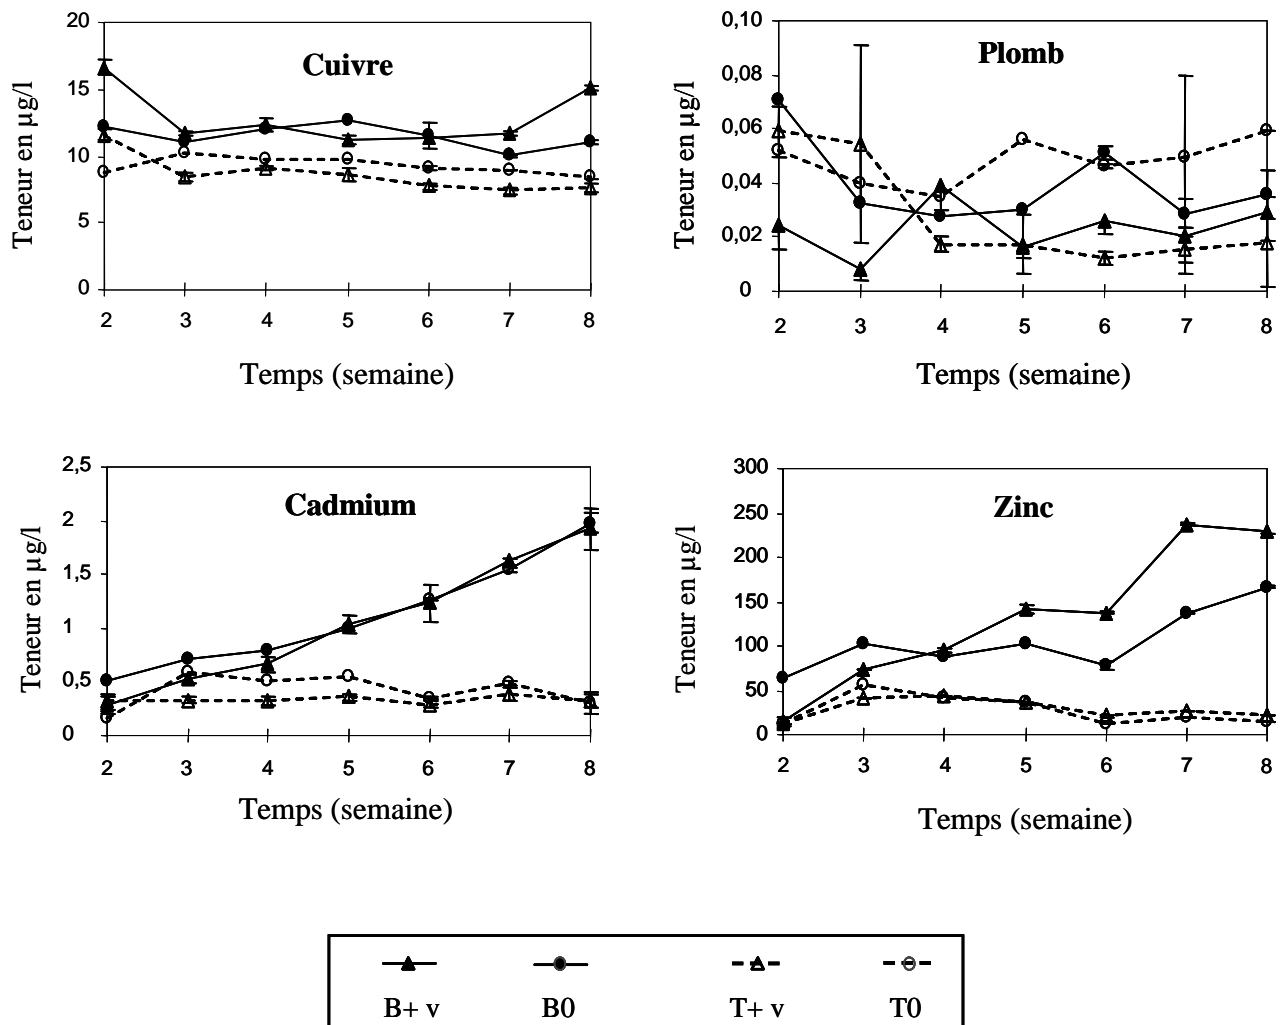 Cuivre
Teneur en µg/l
20
15
10
5
0
2 3 4 5 6 7 8
Temps (semaine)
Plomb
Teneur en µg/l
0,10
0,08
0,06
0,04
0,02
0
2 3 4 5 6 7 8
Temps (semaine)
Cadmium
Teneur en µg/l
2,5
2
1,5
1
0,5
0
2 3 4 5 6 7 8
Temps (semaine)
Zinc
Teneur en µg/l
300
250
200
150
100
50
0
2 3 4 5 6 7 8
Temps (semaine)
B+ v B0 T+ v T0